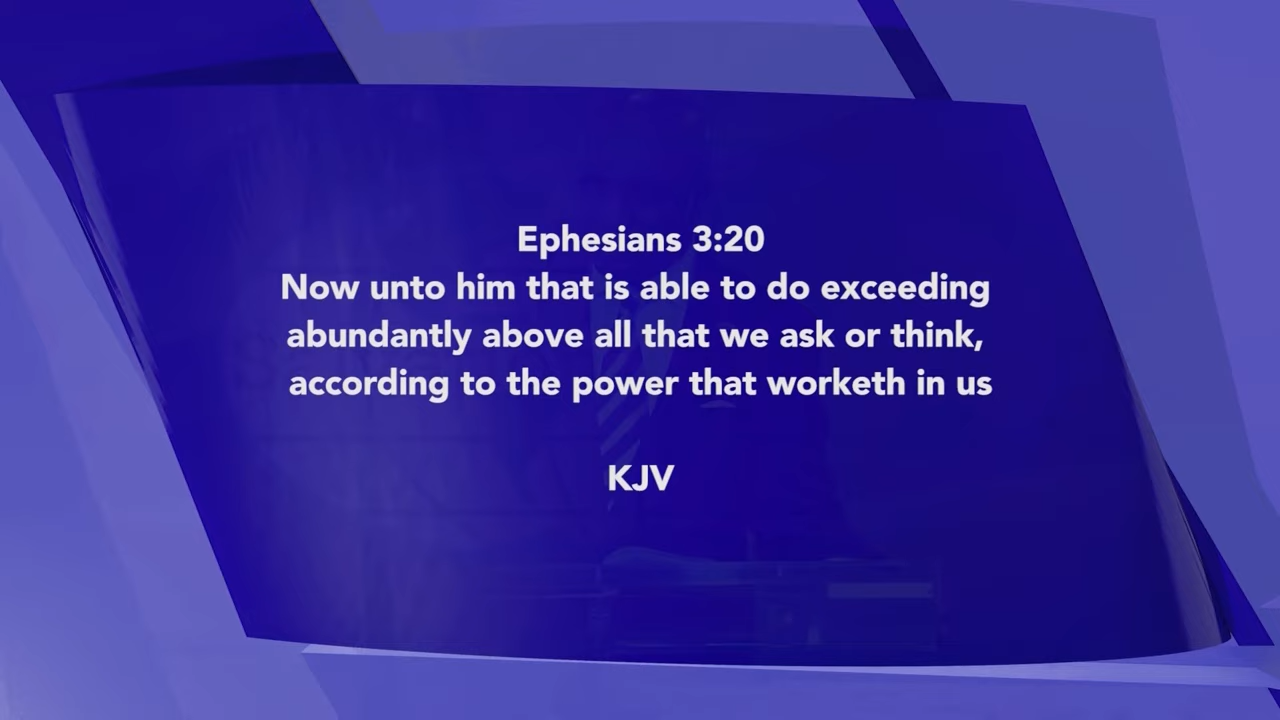 Ephesians 3:20
Now unto him that is able to do exceeding
abundantly above all that we ask or think,
according to the power that worketh in us
KJV